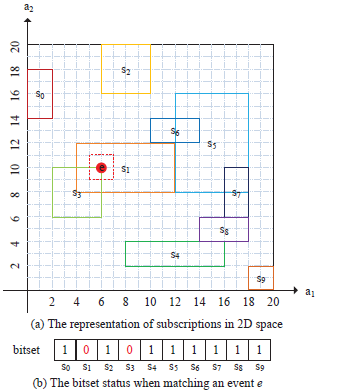 a2
20
18
16
14
12
10
8
6
4
2
s0
s2
s6
s5
e
s1
s3
s7
s8
s4
s9
2 4 6 8 10 12 14 16 18 20
a1
(a) The representation of subscriptions in 2D space
bitset 1 0 1 0 1 1 1 1 1 1
s0 s1 s2 s3 s4 s5 s6 s7 s8 s9
(b) The bitset status when matching an event e